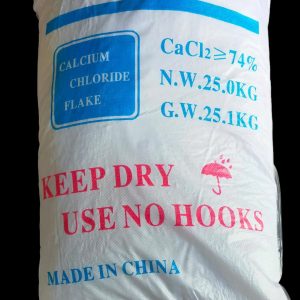 CALCIUM
CHLORIDE
FLAKE
CaCl2≥74%
N.W.25.0KG
G.W.25.1KG
KEEP DRY
USE NO HOOKS
MADE IN CHINA